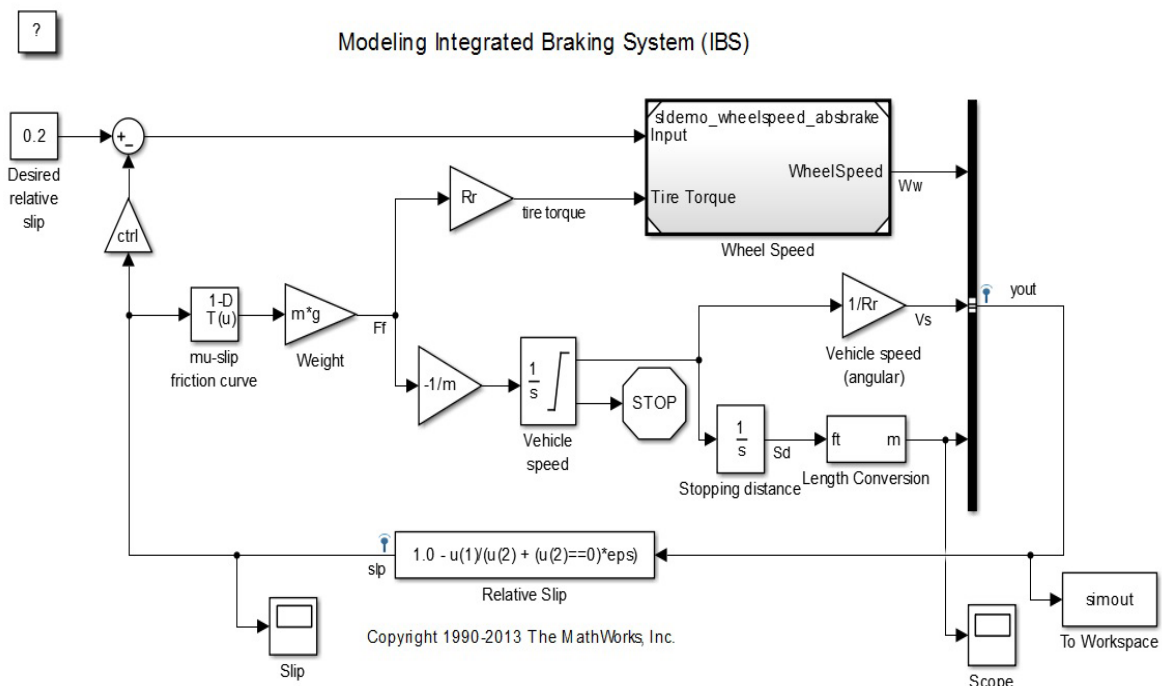 ?
Modeling Integrated Braking System (IBS)
0.2
Desired
relative
slip
+
−
ctrl
sldemo_wheelspeed_absbrake
Input
WheelSpeed
Tire Torque
Wheel Speed
Ww
Rr
tire torque
1-D
T(u)
mu-slip
friction curve
m*g
Weight
Ff
-1/m
1
s
Vehicle
speed
STOP
1/Rr
Vs
Vehicle speed
(angular)
yout
1
s
Sd
Stopping distance
ft
m
Length Conversion
1.0 - u(1)/(u(2) + (u(2)==0)*eps)
slp
Relative Slip
simout
To Workspace
Slip
Copyright 1990-2013 The MathWorks, Inc.
Scope